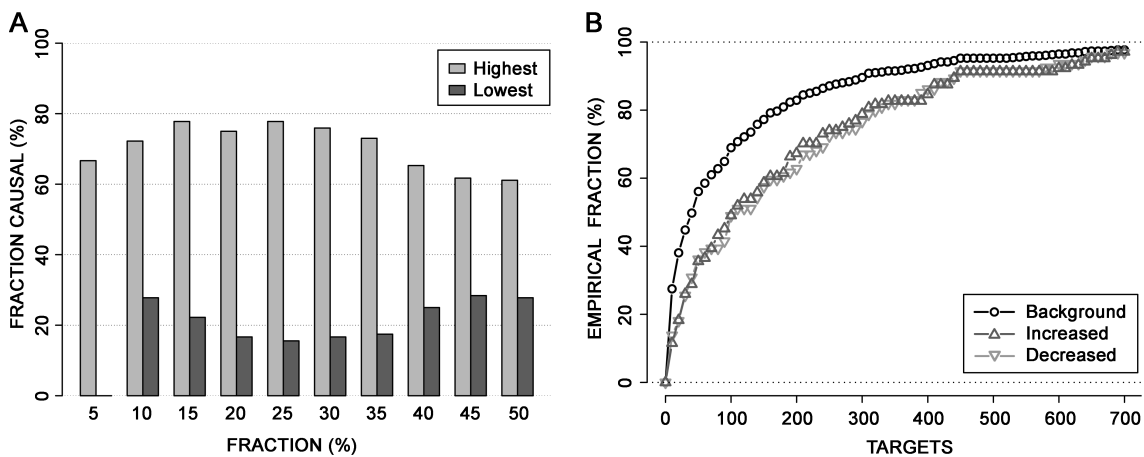 A
FRACTION CAUSAL (%)
100
80
60
40
20
0
Highest
Lowest
5 10 15 20 25 30 35 40 45 50
FRACTION (%)
B
EMPIRICAL FRACTION (%)
100
80
60
40
20
0
Background
Increased
Decreased
0 100 200 300 400 500 600 700
TARGETS